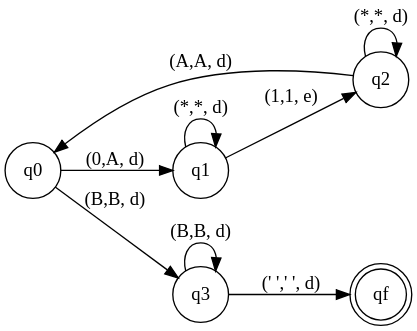 (*,*, d)
q2
(A,A, d)
(*,*, d)
(1,1, e)
q0
(0,A, d)
q1
(B,B, d)
(B,B, d)
q3
(' ',' ', d)
qf